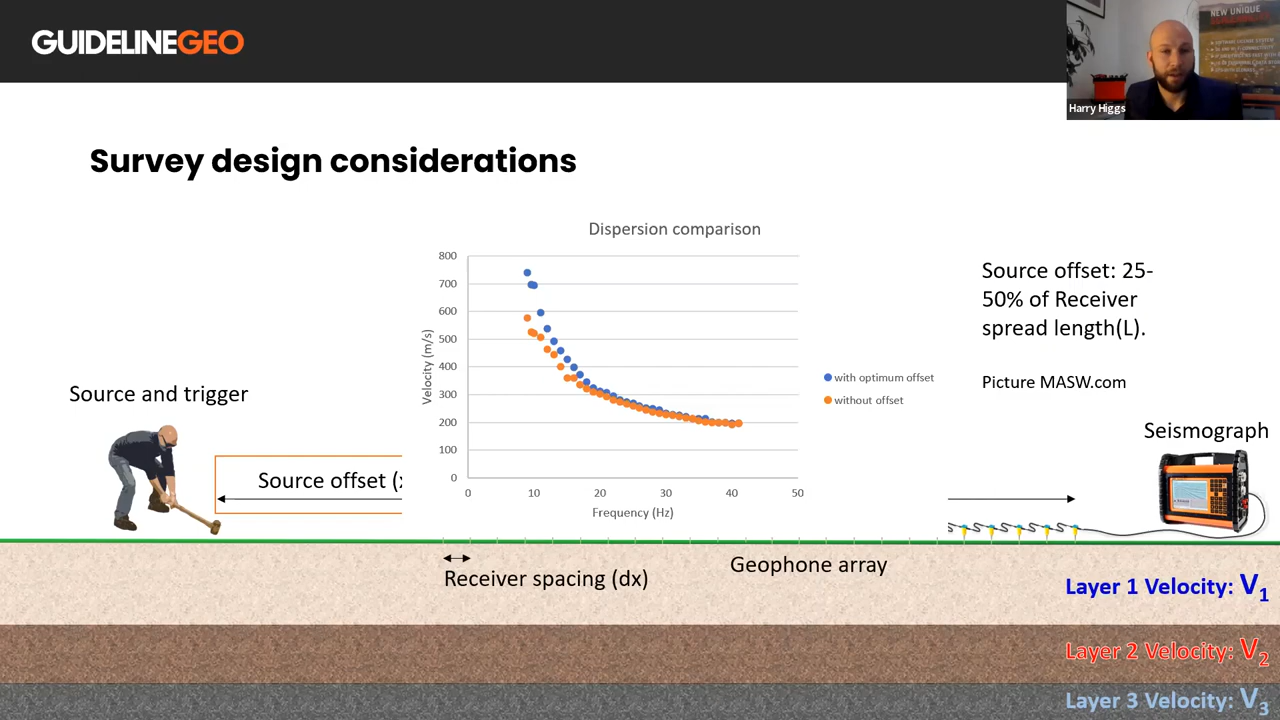 GUIDELINEGEO
NEW UNIQUE
Harry Higgs
Survey design considerations
Dispersion comparison
800
700
600
500
400
300
200
100
0
Velocity (m/s)
0
10
20
30
40
50
Frequency (Hz)
with optimum offset
without offset
Source offset: 25-
50% of Receiver
spread length(L).
Picture MASW.com
Source and trigger
Source offset (
Seismograph
Receiver spacing (dx)
Geophone array
Layer 1 Velocity: V1
Layer 2 Velocity: V2
Layer 3 Velocity: V3